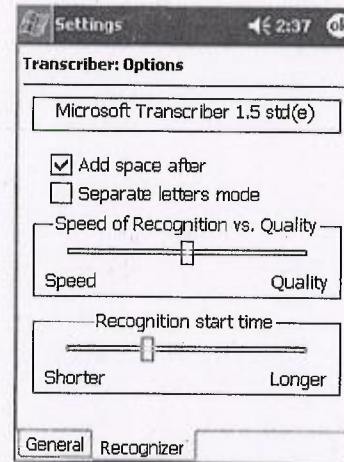 Settings 2:37 ok
Transcriber: Options
Microsoft Transcriber 1.5 std(e)
Add space after
Separate letters mode
Speed of Recognition vs. Quality
Speed Quality
Recognition start time
Shorter Longer
General Recognizer